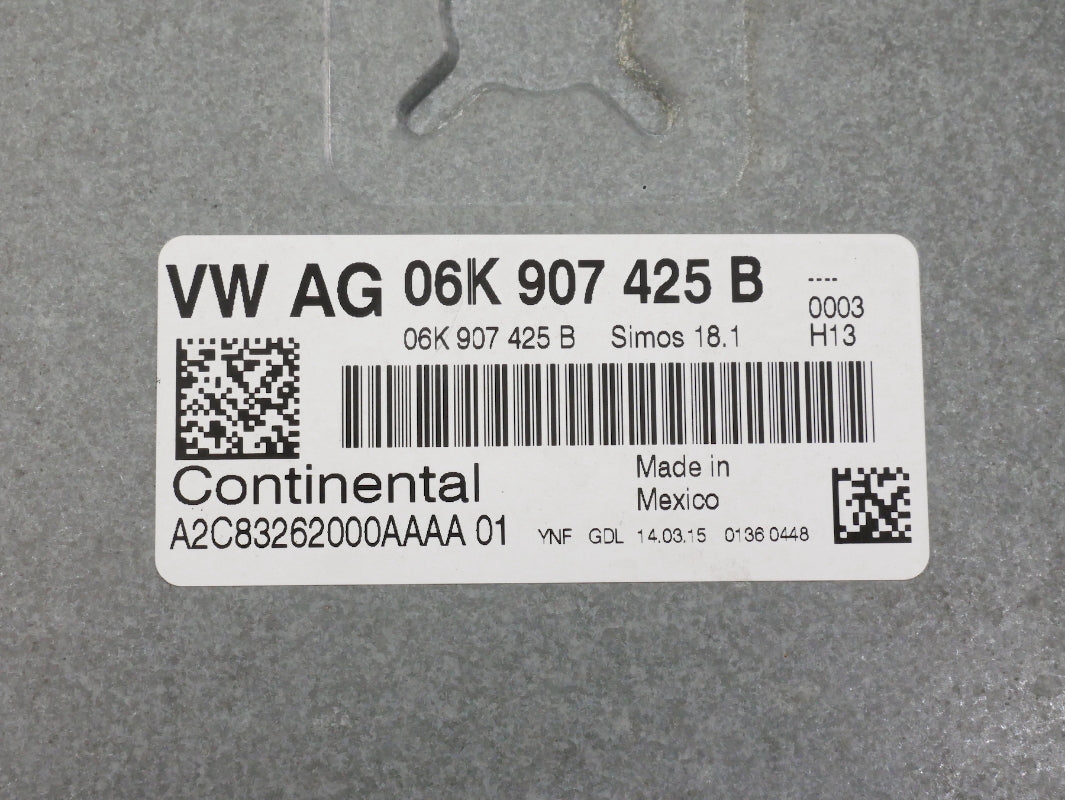 VW AG 06K 907 425 B ----
0003
06K 907 425 B Simos 18.1 H13
Continental
Made in
Mexico
A2C83262000AAAA 01 YNF GDL 14.03.15 0136 0448